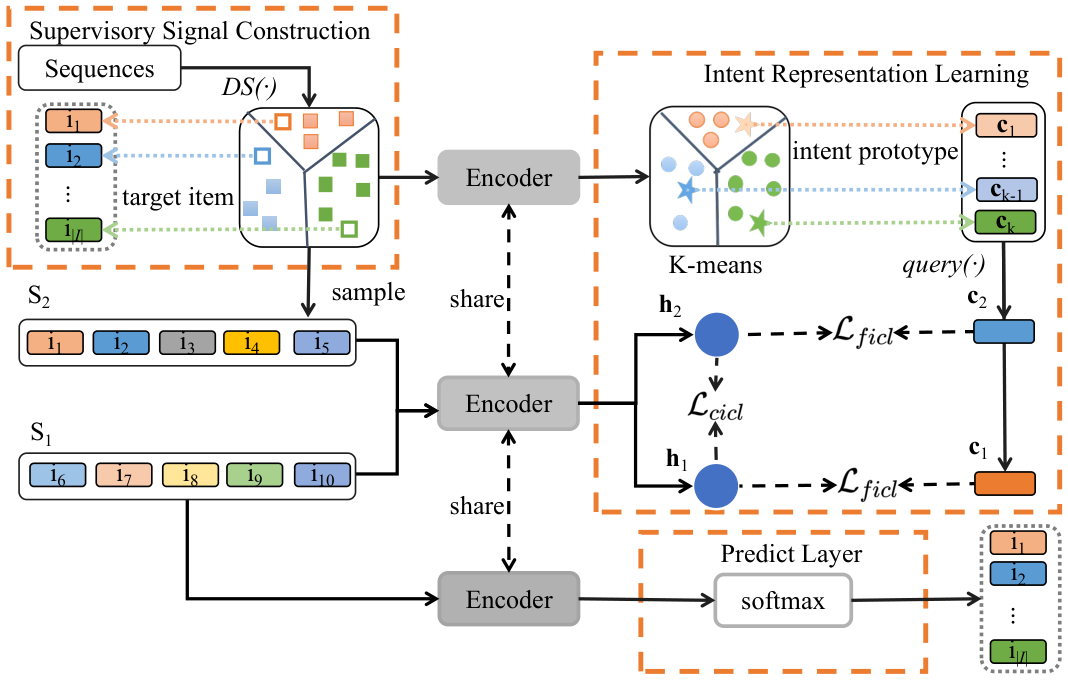 Supervisory Signal Construction
Sequences
DS(·)
i1
i2
⋮
i|I|
target item
Encoder
Intent Representation Learning
intent prototype
c1
⋮
ck-1
ck
K-means
query(·)
sample
share
S2
i1 i2 i3 i4 i5
h2
ℒficl
c2
Encoder
ℒcicl
S1
i6 i7 i8 i9 i10
h1
ℒficl
c1
share
Predict Layer
Encoder
softmax
i1
i2
⋮
i|I|